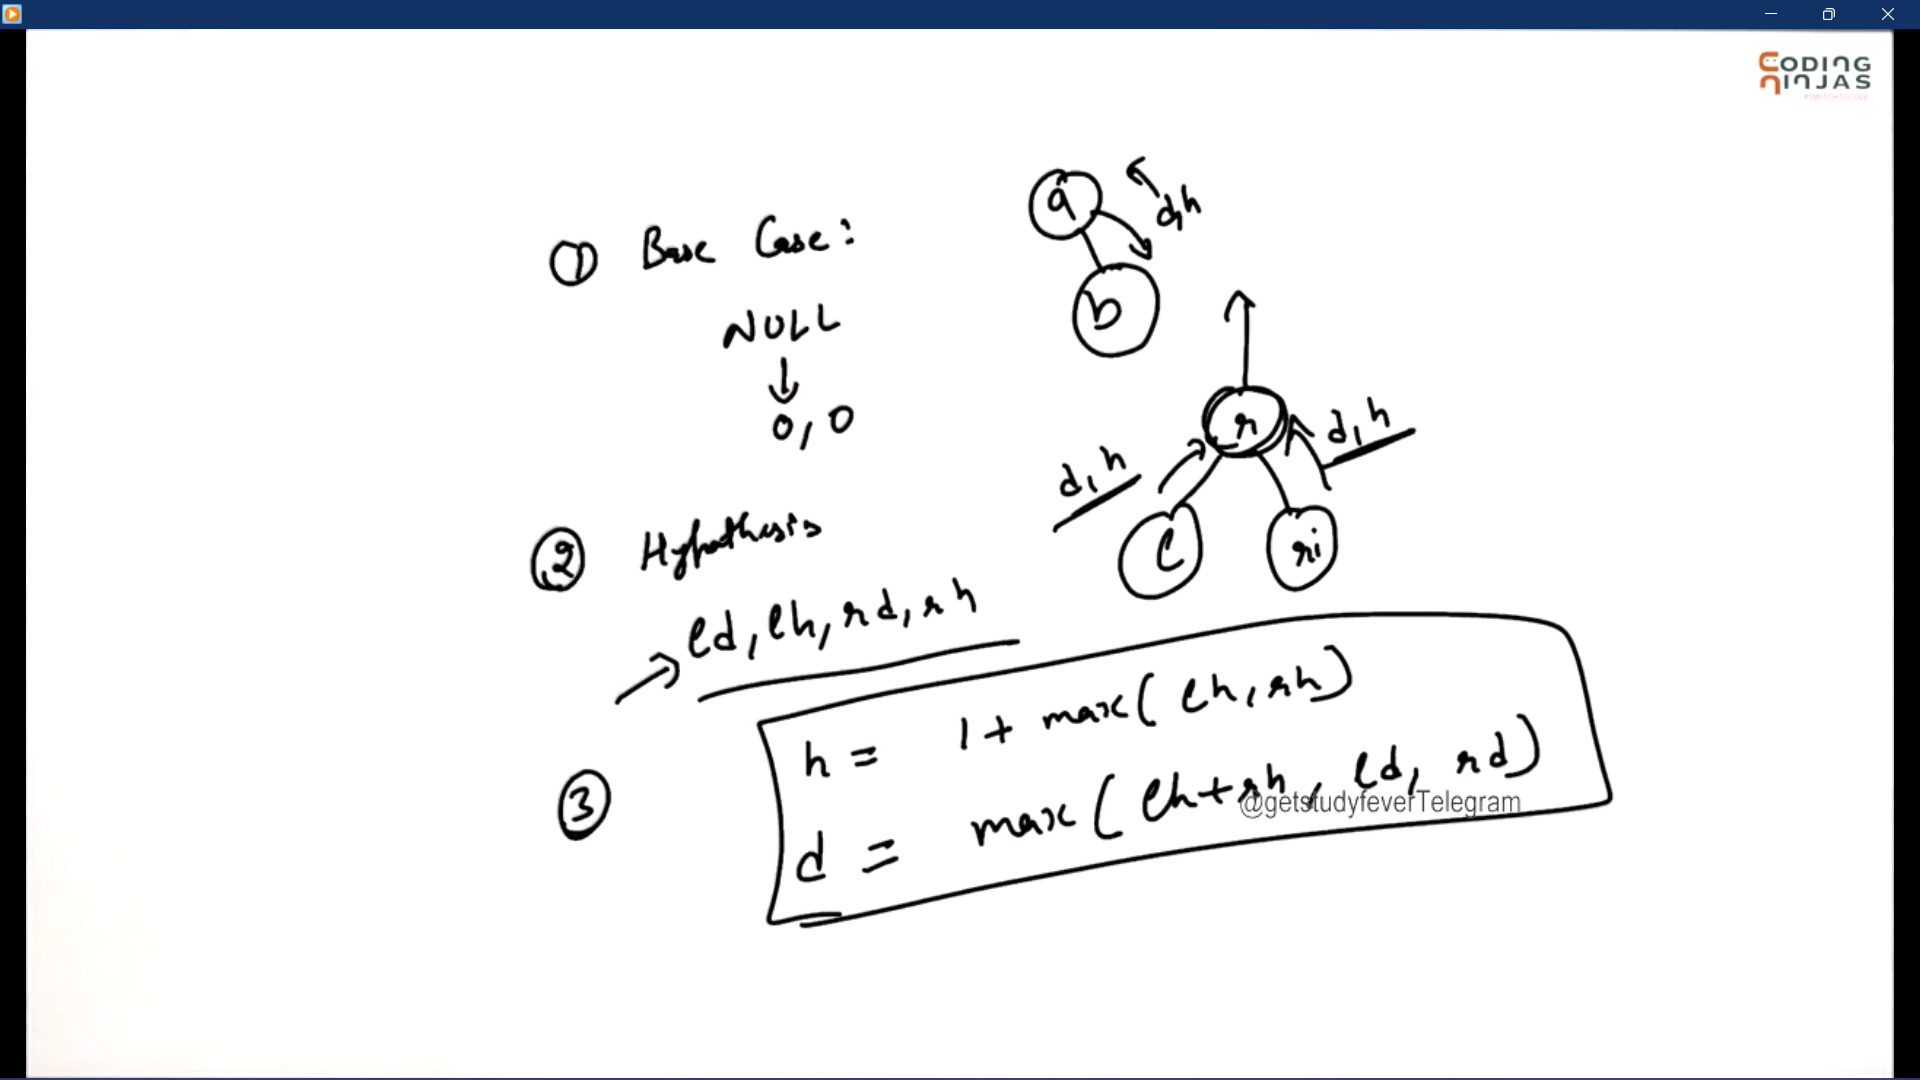 CODING
NINJAS
① Base Case:
NULL
↓
0, 0
a
d,h
b
r
d,h
d,h
l
ri
② Hypothesis
→ ld, lh, rd, rh
③
h = 1 + max( lh, rh)
d = max( lh+rh, ld, rd)
@getstudyfeverTelegram